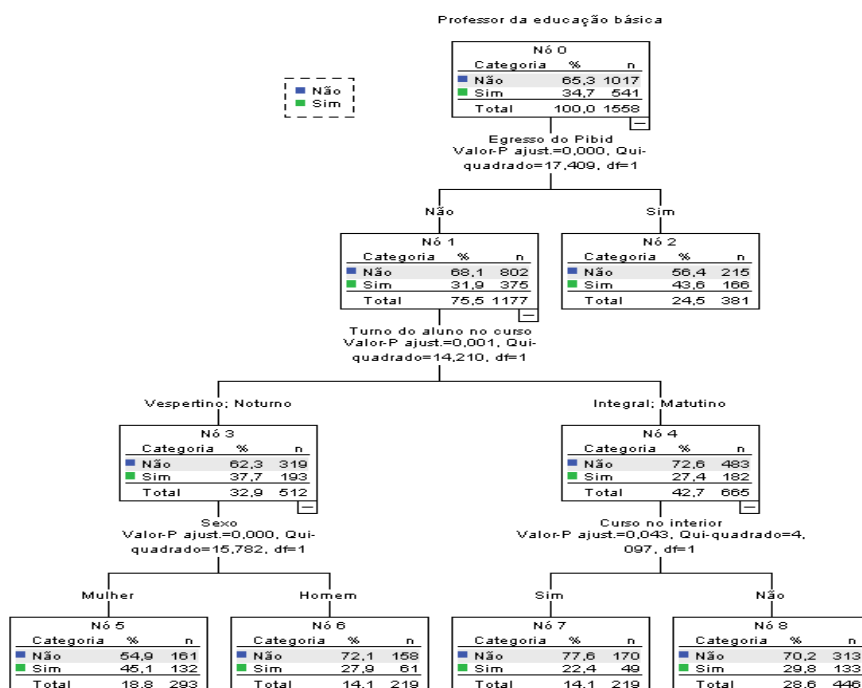 Professor da educação básica
Não
Sim
Nó 0
Categoria % n
Não 65,3 1017
Sim 34,7 541
Total 100,0 1558
Egresso do Pibid
Valor-P ajust.=0,000, Qui-
quadrado=17,409, df=1
Não
Sim
Nó 1
Categoria % n
Não 68,1 802
Sim 31,9 375
Total 75,5 1177
Nó 2
Categoria % n
Não 56,4 215
Sim 43,6 166
Total 24,5 381
Turno do aluno no curso
Valor-P ajust.=0,001, Qui-
quadrado=14,210, df=1
Vespertino; Noturno
Integral; Matutino
Nó 3
Categoria % n
Não 62,3 319
Sim 37,7 193
Total 32,9 512
Nó 4
Categoria % n
Não 72,6 483
Sim 27,4 182
Total 42,7 665
Sexo
Valor-P ajust.=0,000, Qui-
quadrado=15,782, df=1
Curso no interior
Valor-P ajust.=0,043, Qui-quadrado=4,
097, df=1
Mulher
Homem
Sim
Não
Nó 5
Categoria % n
Não 54,9 161
Sim 45,1 132
Total 18,8 293
Nó 6
Categoria % n
Não 72,1 158
Sim 27,9 61
Total 14,1 219
Nó 7
Categoria % n
Não 77,6 170
Sim 22,4 49
Total 14,1 219
Nó 8
Categoria % n
Não 70,2 313
Sim 29,8 133
Total 28,6 446